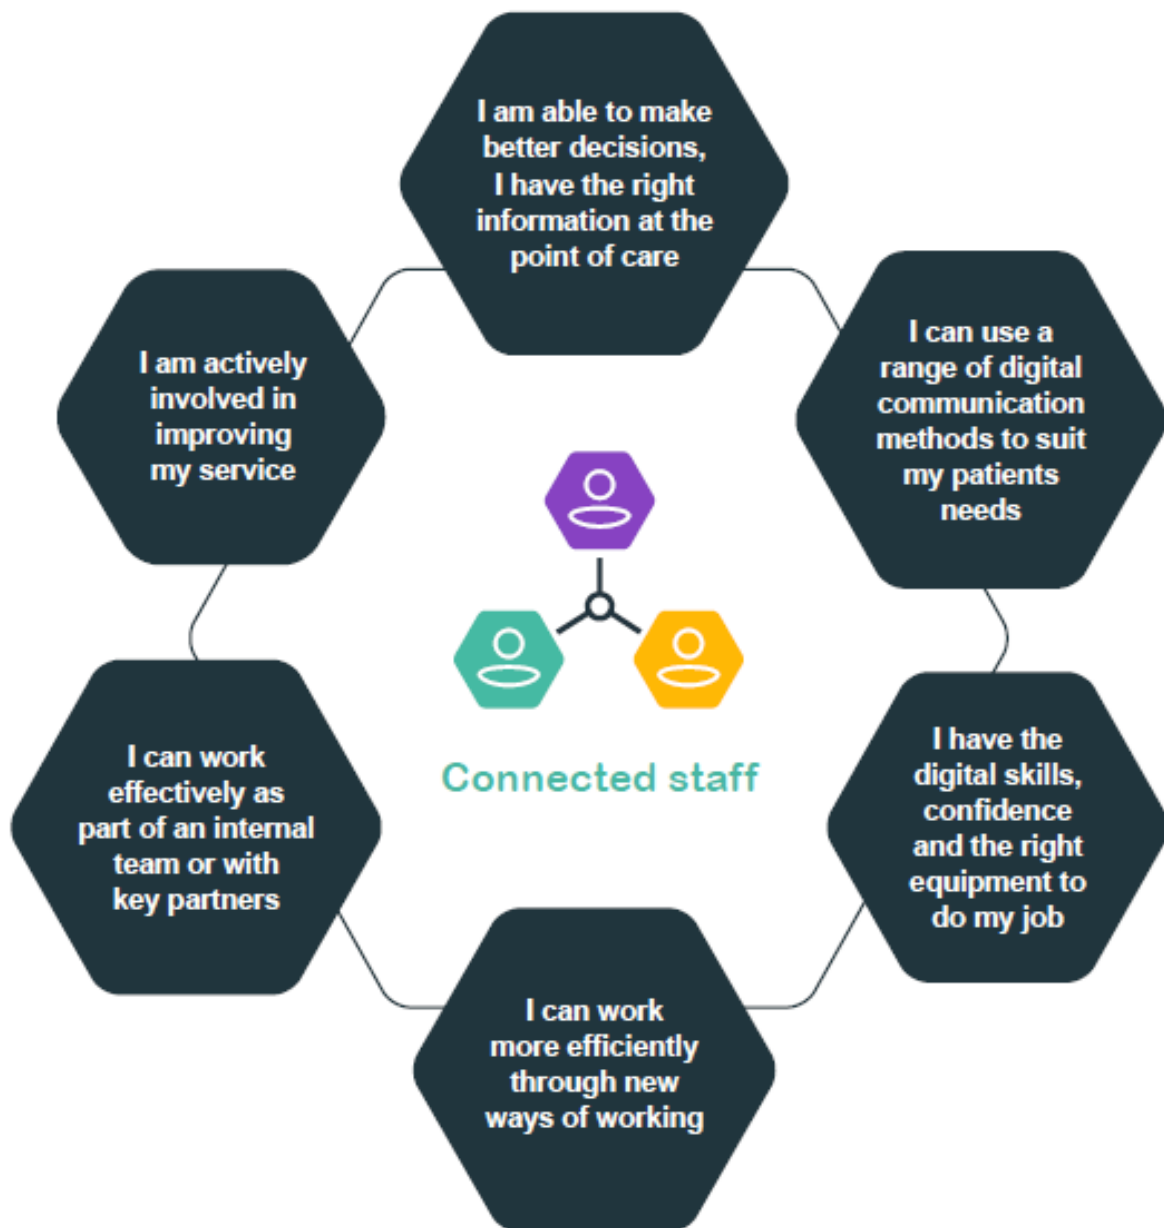 I am able to make
better decisions,
I have the right
information at the
point of care
I can use a
range of digital
communication
methods to suit
my patients
needs
I have the
digital skills,
confidence
and the right
equipment to
do my job
I can work
more efficiently
through new
ways of working
I can work
effectively as
part of an internal
team or with
key partners
I am actively
involved in
improving
my service
Connected staff